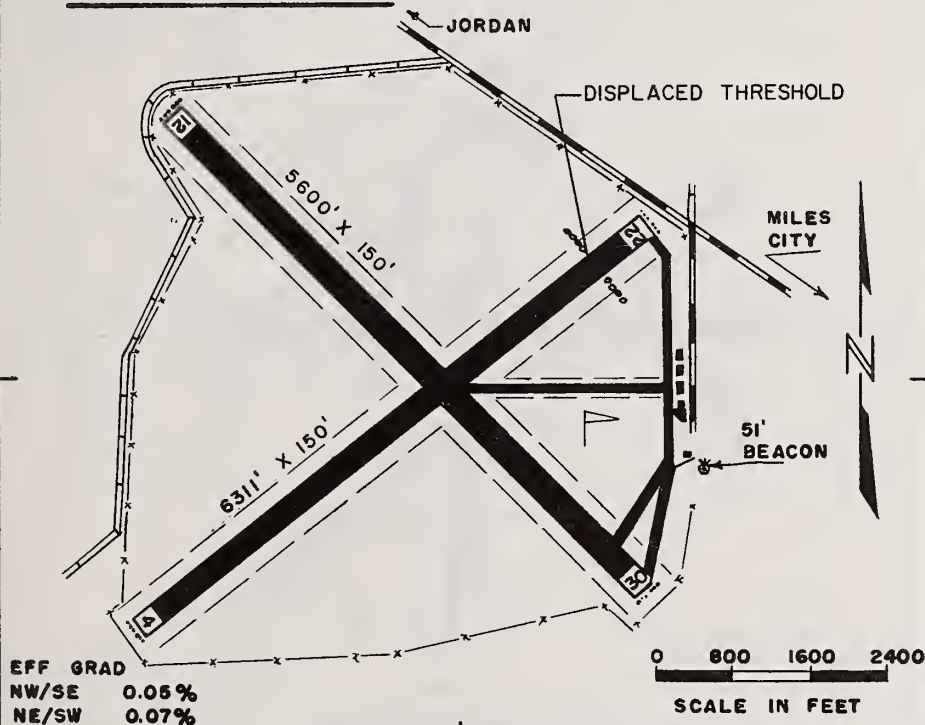 JORDAN
DISPLACED THRESHOLD
12
5600' X 150'
22
MILES
CITY
N
6311' X 150'
51'
BEACON
30
4
EFF GRAD
NW/SE 0.05%
NE/SW 0.07%
0 800 1600 2400
SCALE IN FEET